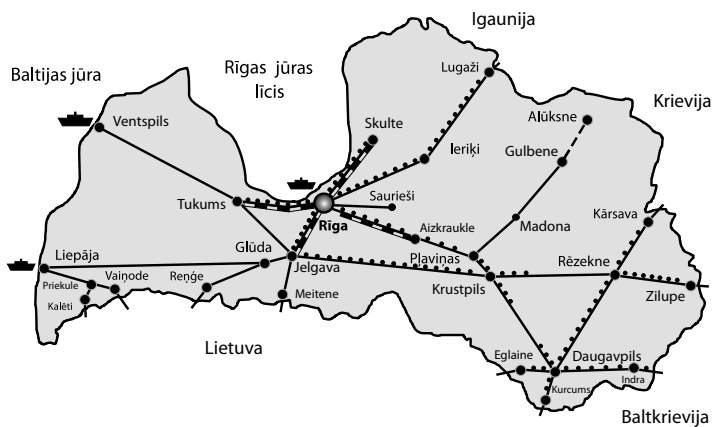 Igaunija
Baltijas jūra
Rīgas jūras
līcis
Lugaži
Krievija
Ventspils
Skulte
Alūksne
Ieriķi
Gulbene
Tukums
Rīga
Saurieši
Aizkraukle
Madona
Kārsava
Liepāja
Glūda
Jelgava
Pļaviņas
Rēzekne
Priekule
Vaiņode
Reņģe
Meitene
Krustpils
Zilupe
Kalēti
Lietuva
Eglaine
Daugavpils
Indra
Kurcums
Baltkrievija